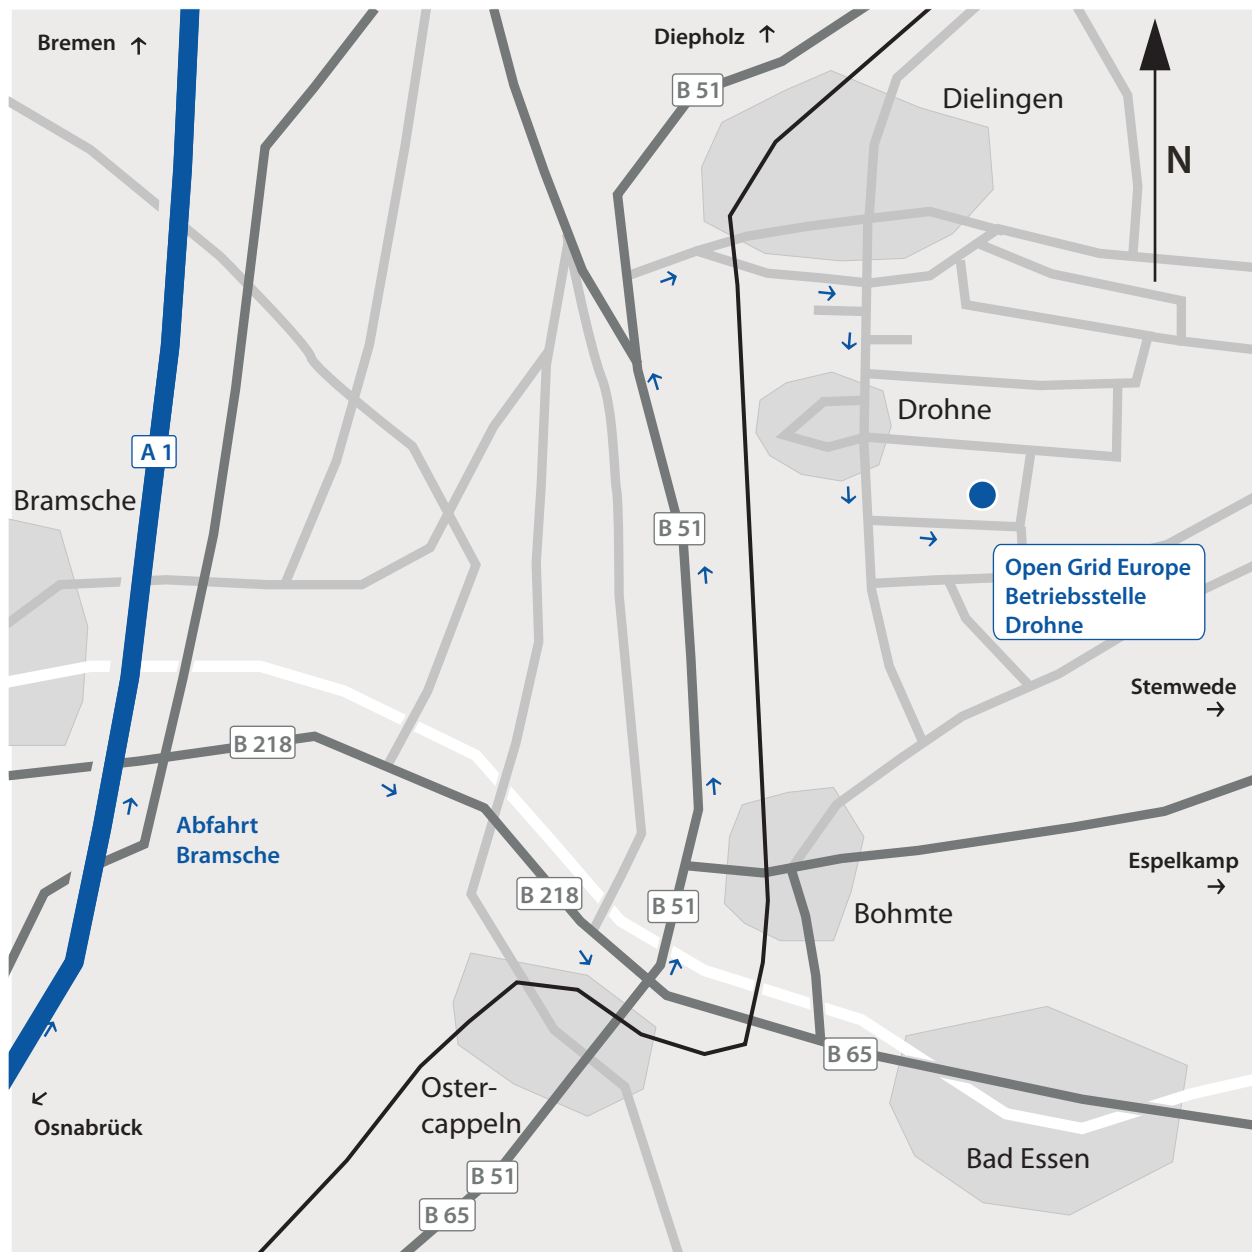 Bremen
Diepholz
B 51
Dielingen
N
Drohne
A 1
Bramsche
B 51
Open Grid Europe
Betriebsstelle
Drohne
Stemwede
B 218
Abfahrt
Bramsche
Espelkamp
B 218
B 51
Bohmte
B 65
Oster-
cappeln
Osnabrück
Bad Essen
B 51
B 65